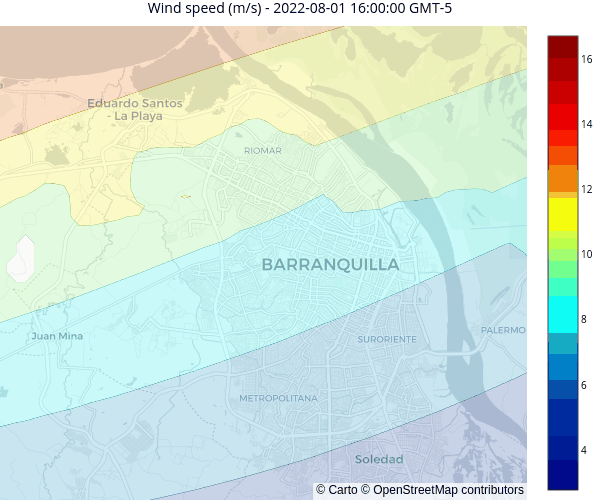 Wind speed (m/s) - 2022-08-01 16:00:00 GMT-5
Eduardo Santos
- La Playa
RIOMAR
BARRANQUILLA
Juan Mina
SURORIENTE
PALERMO
METROPOLITANA
Soledad
© Carto © OpenStreetMap contributors
16
14
12
10
8
6
4